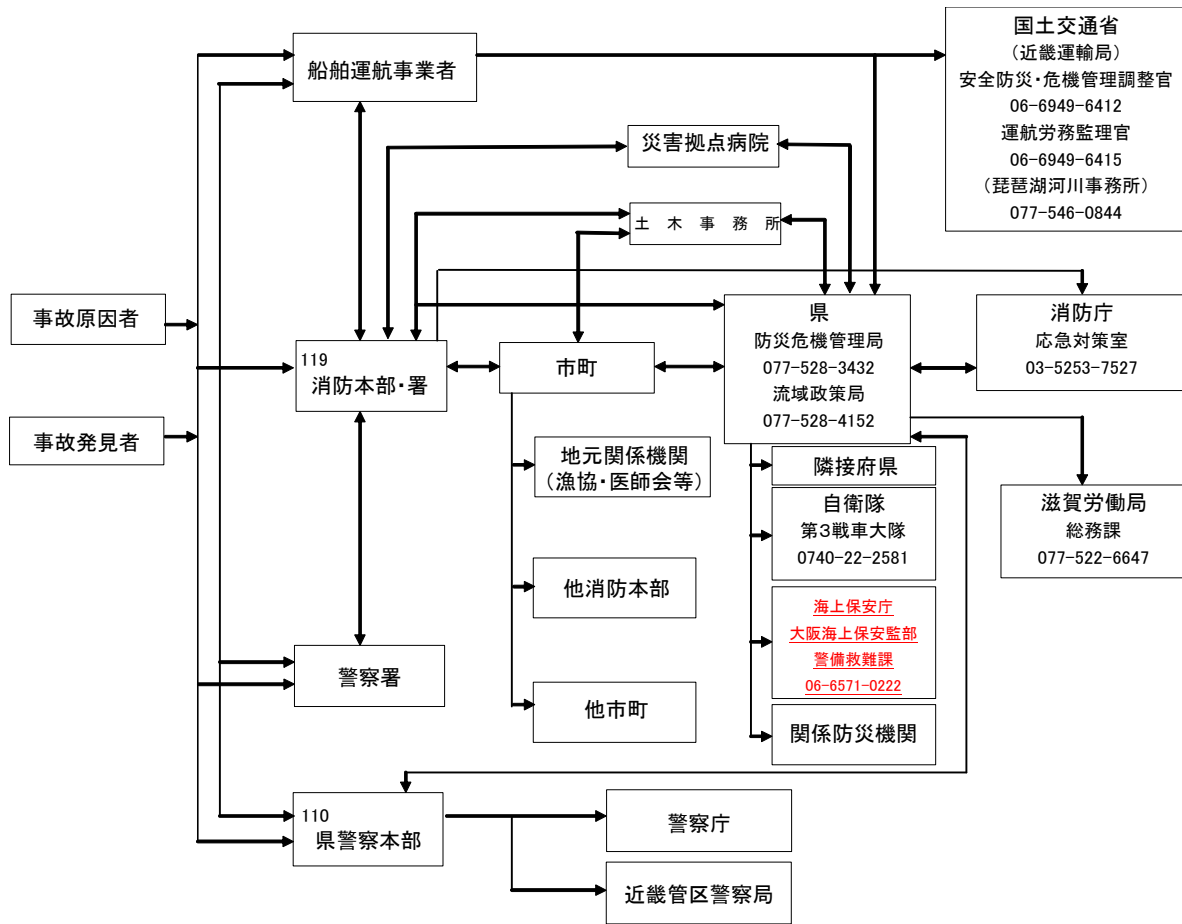 国土交通省
(近畿運輸局)
安全防災・危機管理調整官
06-6949-6412
運航労務監理官
06-6949-6415
(琵琶湖河川事務所)
077-546-0844
船舶運航事業者
災害拠点病院
土木事務所
事故原因者
事故発見者
119
消防本部・署
市町
県
防災危機管理局
077-528-3432
流域政策局
077-528-4152
消防庁
応急対策室
03-5253-7527
地元関係機関
(漁協・医師会等)
隣接府県
自衛隊
第3戦車大隊
0740-22-2581
滋賀労働局
総務課
077-522-6647
他消防本部
海上保安庁
大阪海上保安監部
警備救難課
06-6571-0222
警察署
他市町
関係防災機関
110
県警察本部
警察庁
近畿管区警察局